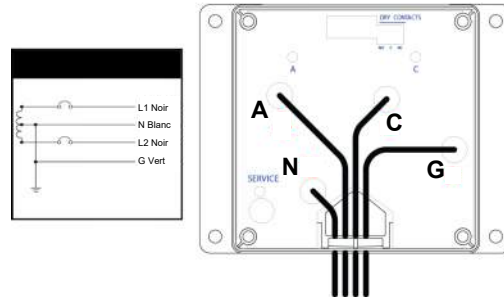 L1 Noir
N Blanc
L2 Noir
G Vert
DRY CONTACTS
A
C
A
C
N
G
SERVICE